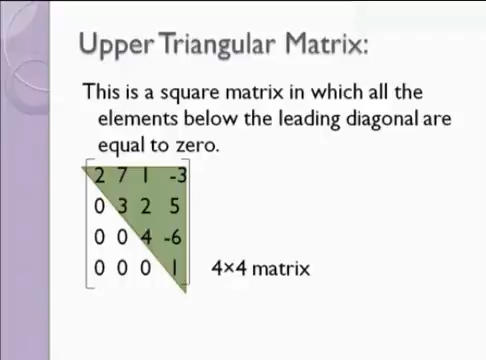 Upper Triangular Matrix:
This is a square matrix in which all the
elements below the leading diagonal are
equal to zero.
2 7 1 -3
0 3 2 5
0 0 4 -6
0 0 0 1 4×4 matrix